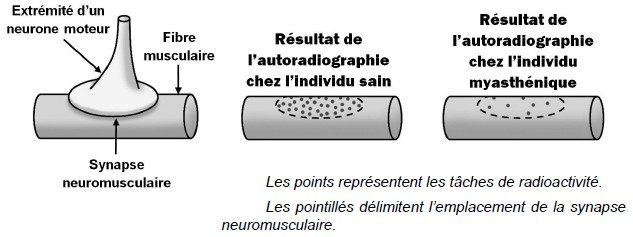 Extrémité d'un
neurone moteur
Fibre
musculaire
Synapse
neuromusculaire
Résultat de
l'autoradiographie
chez l'individu sain
Résultat de
l'autoradiographie
chez l'individu
myasthénique
Les points représentent les tâches de radioactivité.
Les pointillés délimitent l'emplacement de la synapse
neuromusculaire.